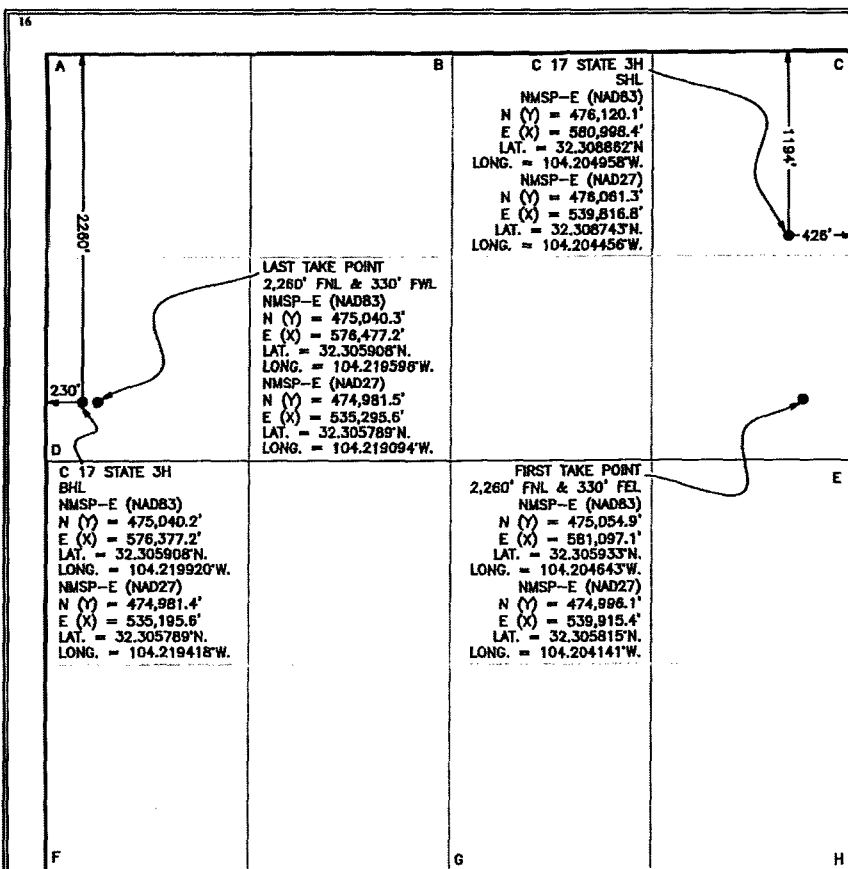 16
A
B
C
C 17 STATE 3H
SHL
NMSP-E (NAD83)
N (Y) = 476,120.1'
E (X) = 580,998.4'
LAT. = 32.308862°N
LONG. = 104.204958°W.
NMSP-E (NAD27)
N (Y) = 476,061.3'
E (X) = 539,816.8'
LAT. = 32.308743°N.
LONG. = 104.204456°W.
1194'
426'
2260'
LAST TAKE POINT
2,260' FNL & 330' FWL
NMSP-E (NAD83)
N (Y) = 475,040.3'
E (X) = 576,477.2'
LAT. = 32.305908°N.
LONG. = 104.219596°W.
NMSP-E (NAD27)
N (Y) = 474,981.5'
E (X) = 535,295.6'
LAT. = 32.305789°N.
LONG. = 104.219094°W.
230'
D
E
C 17 STATE 3H
BHL
NMSP-E (NAD83)
N (Y) = 475,040.2'
E (X) = 576,377.2'
LAT. = 32.305908°N.
LONG. = 104.219920°W.
NMSP-E (NAD27)
N (Y) = 474,981.4'
E (X) = 535,195.6'
LAT. = 32.305789°N.
LONG. = 104.219418°W.
FIRST TAKE POINT
2,260' FNL & 330' FEL
NMSP-E (NAD83)
N (Y) = 475,054.9'
E (X) = 581,097.1'
LAT. = 32.305933°N.
LONG. = 104.204643°W.
NMSP-E (NAD27)
N (Y) = 474,996.1'
E (X) = 539,915.4'
LAT. = 32.305815°N.
LONG. = 104.204141°W.
F
G
H